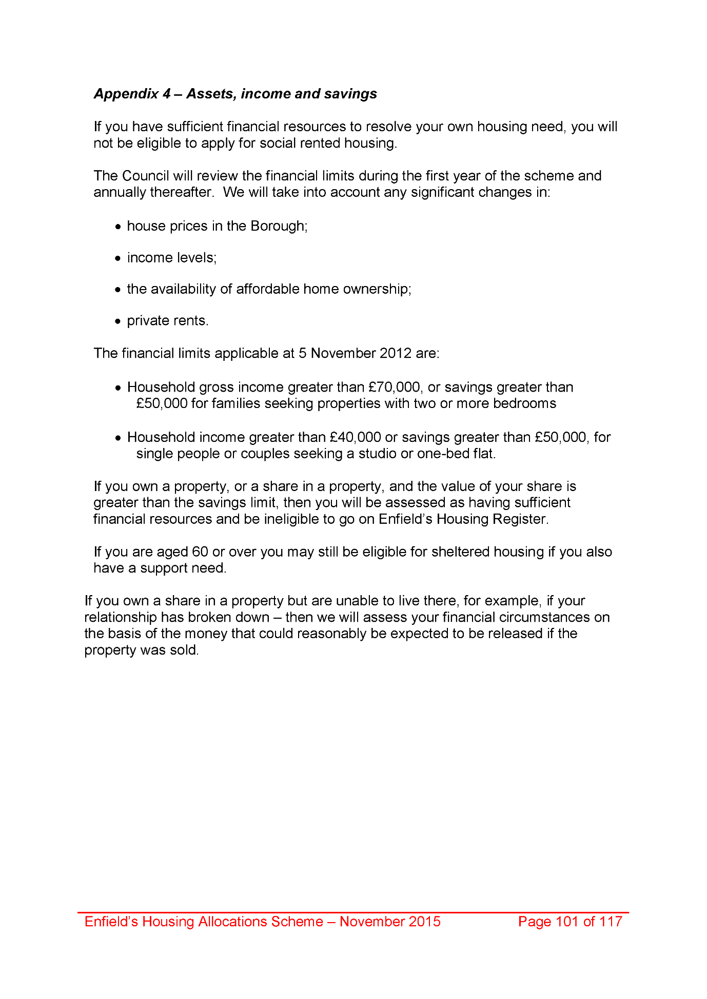 Appendix 4 – Assets, income and savings
If you have sufficient financial resources to resolve your own housing need, you will
not be eligible to apply for social rented housing.
The Council will review the financial limits during the first year of the scheme and
annually thereafter.  We will take into account any significant changes in:
• house prices in the Borough;
• income levels;
• the availability of affordable home ownership;
• private rents.
The financial limits applicable at 5 November 2012 are:
• Household gross income greater than £70,000, or savings greater than
£50,000 for families seeking properties with two or more bedrooms
• Household income greater than £40,000 or savings greater than £50,000, for
single people or couples seeking a studio or one-bed flat.
If you own a property, or a share in a property, and the value of your share is
greater than the savings limit, then you will be assessed as having sufficient
financial resources and be ineligible to go on Enfield’s Housing Register.
If you are aged 60 or over you may still be eligible for sheltered housing if you also
have a support need.
If you own a share in a property but are unable to live there, for example, if your
relationship has broken down – then we will assess your financial circumstances on
the basis of the money that could reasonably be expected to be released if the
property was sold.
Enfield’s Housing Allocations Scheme – November 2015 Page 101 of 117